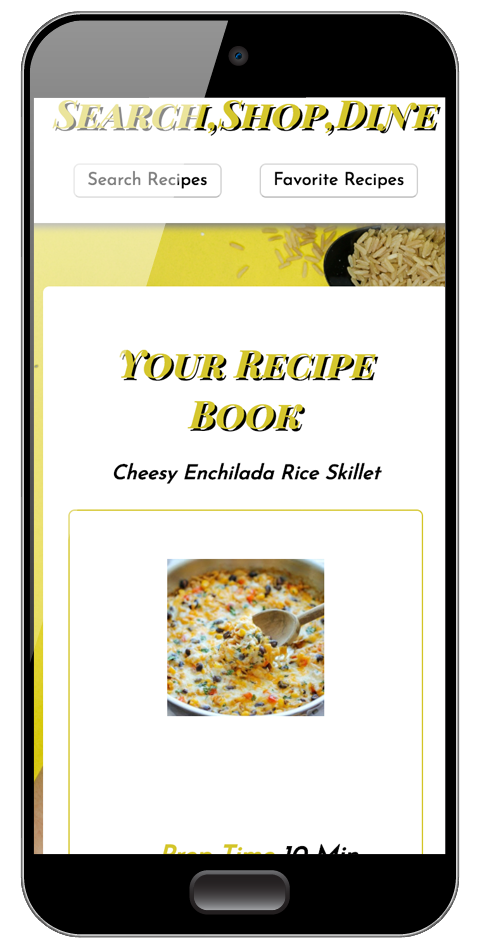 Search,Shop,Dine
Search Recipes
Favorite Recipes
Your Recipe
Book
Cheesy Enchilada Rice Skillet
Prep Time 10 Min